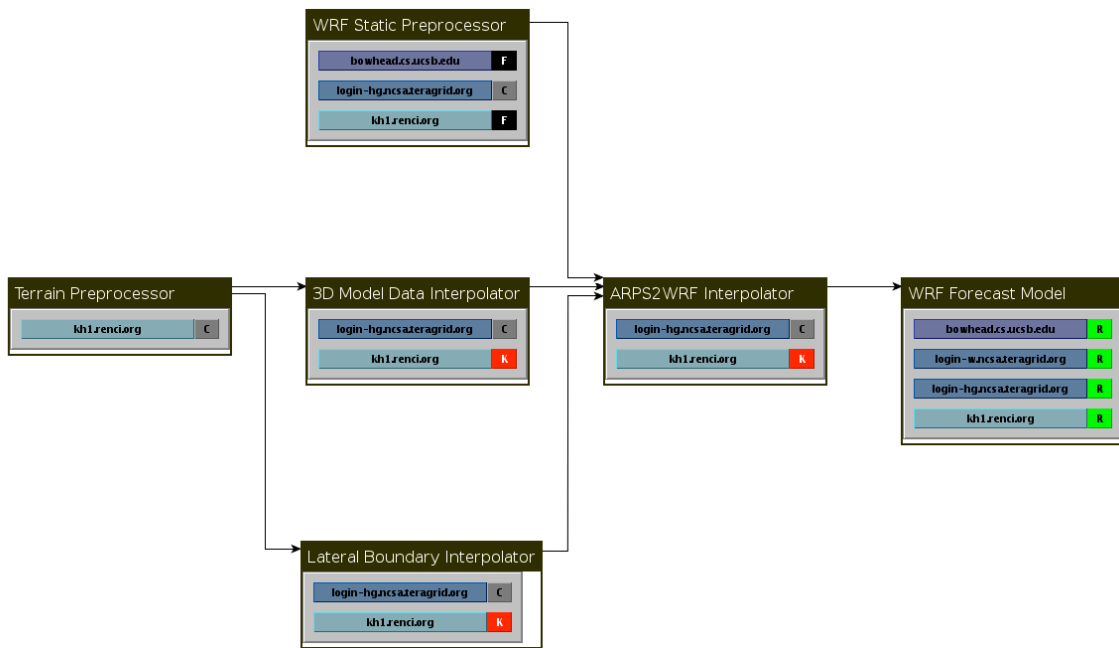 WRF Static Preprocessor
bowhead.cs.ucsb.edu F
login-hg.ncsa.teragrid.org C
kh1.renci.org F
Terrain Preprocessor
kh1.renci.org C
3D Model Data Interpolator
login-hg.ncsa.teragrid.org C
kh1.renci.org K
ARPS2WRF Interpolator
login-hg.ncsa.teragrid.org C
kh1.renci.org K
WRF Forecast Model
bowhead.cs.ucsb.edu R
login-w.ncsa.teragrid.org R
login-hg.ncsa.teragrid.org R
kh1.renci.org R
Lateral Boundary Interpolator
login-hg.ncsa.teragrid.org C
kh1.renci.org K